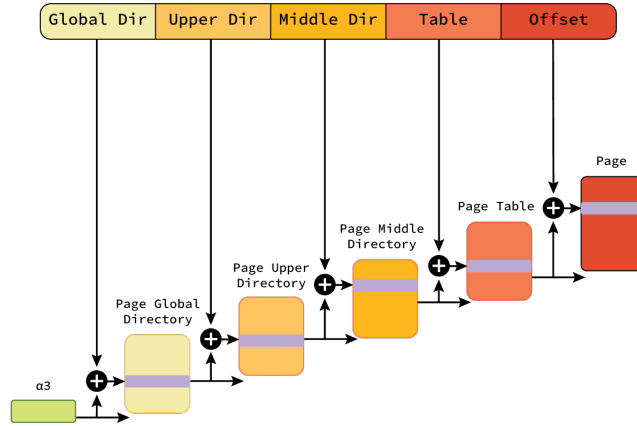 Global Dir
Upper Dir
Middle Dir
Table
Offset
Page
Page Table
Page Middle
Directory
Page Upper
Directory
Page Global
Directory
α3